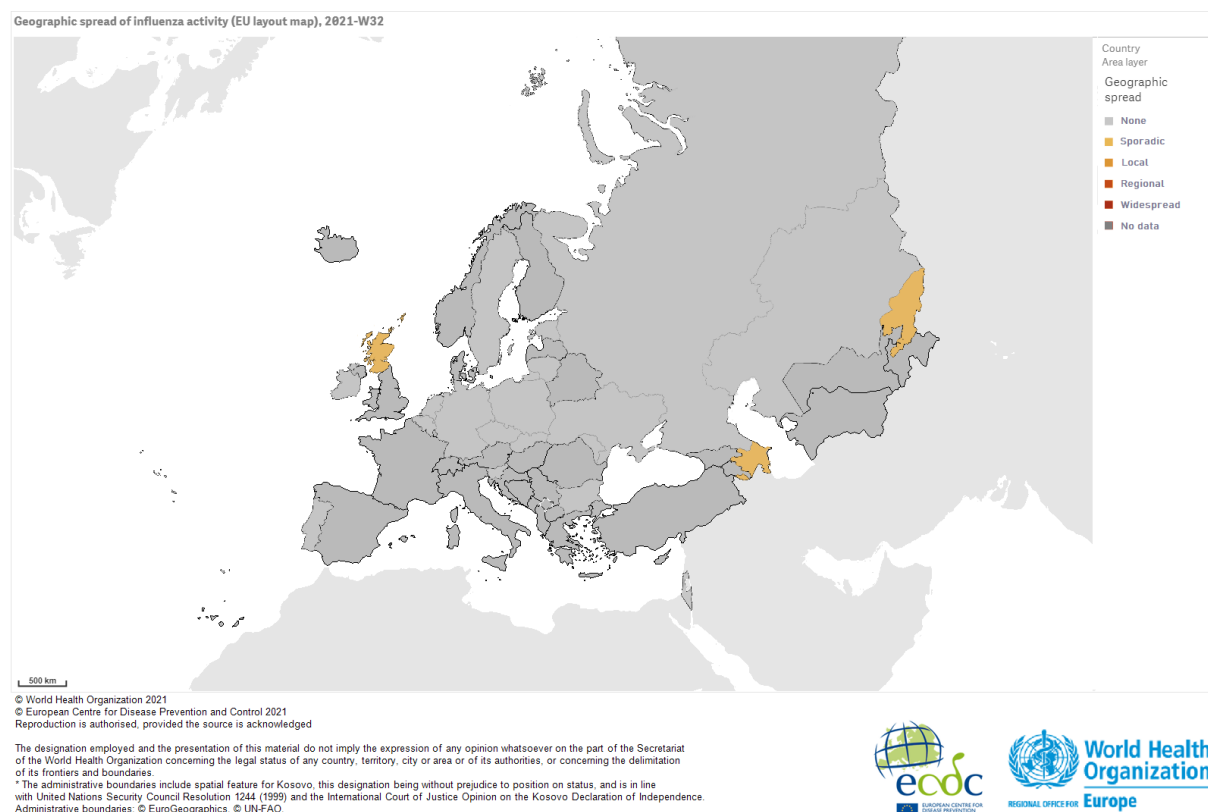 Geographic spread of influenza activity (EU layout map), 2021-W32
Country
Area layer
Geographic
spread
None
Sporadic
Local
Regional
Widespread
No data
500 km
© World Health Organization 2021
© European Centre for Disease Prevention and Control 2021
Reproduction is authorised, provided the source is acknowledged
The designation employed and the presentation of this material do not imply the expression of any opinion whatsoever on the part of the Secretariat
of the World Health Organization concerning the legal status of any country, territory, city or area or of its authorities, or concerning the delimitation
of its frontiers and boundaries.
* The administrative boundaries include spatial feature for Kosovo, this designation being without prejudice to position on status, and is in line
with United Nations Security Council Resolution 1244 (1999) and the International Court of Justice Opinion on the Kosovo Declaration of Independence.
Administrative boundaries: © EuroGeographics, © UN-FAO
ecdc
EUROPEAN CENTRE FOR
DISEASE PREVENTION
World Health
Organization
REGIONAL OFFICE FOR Europe